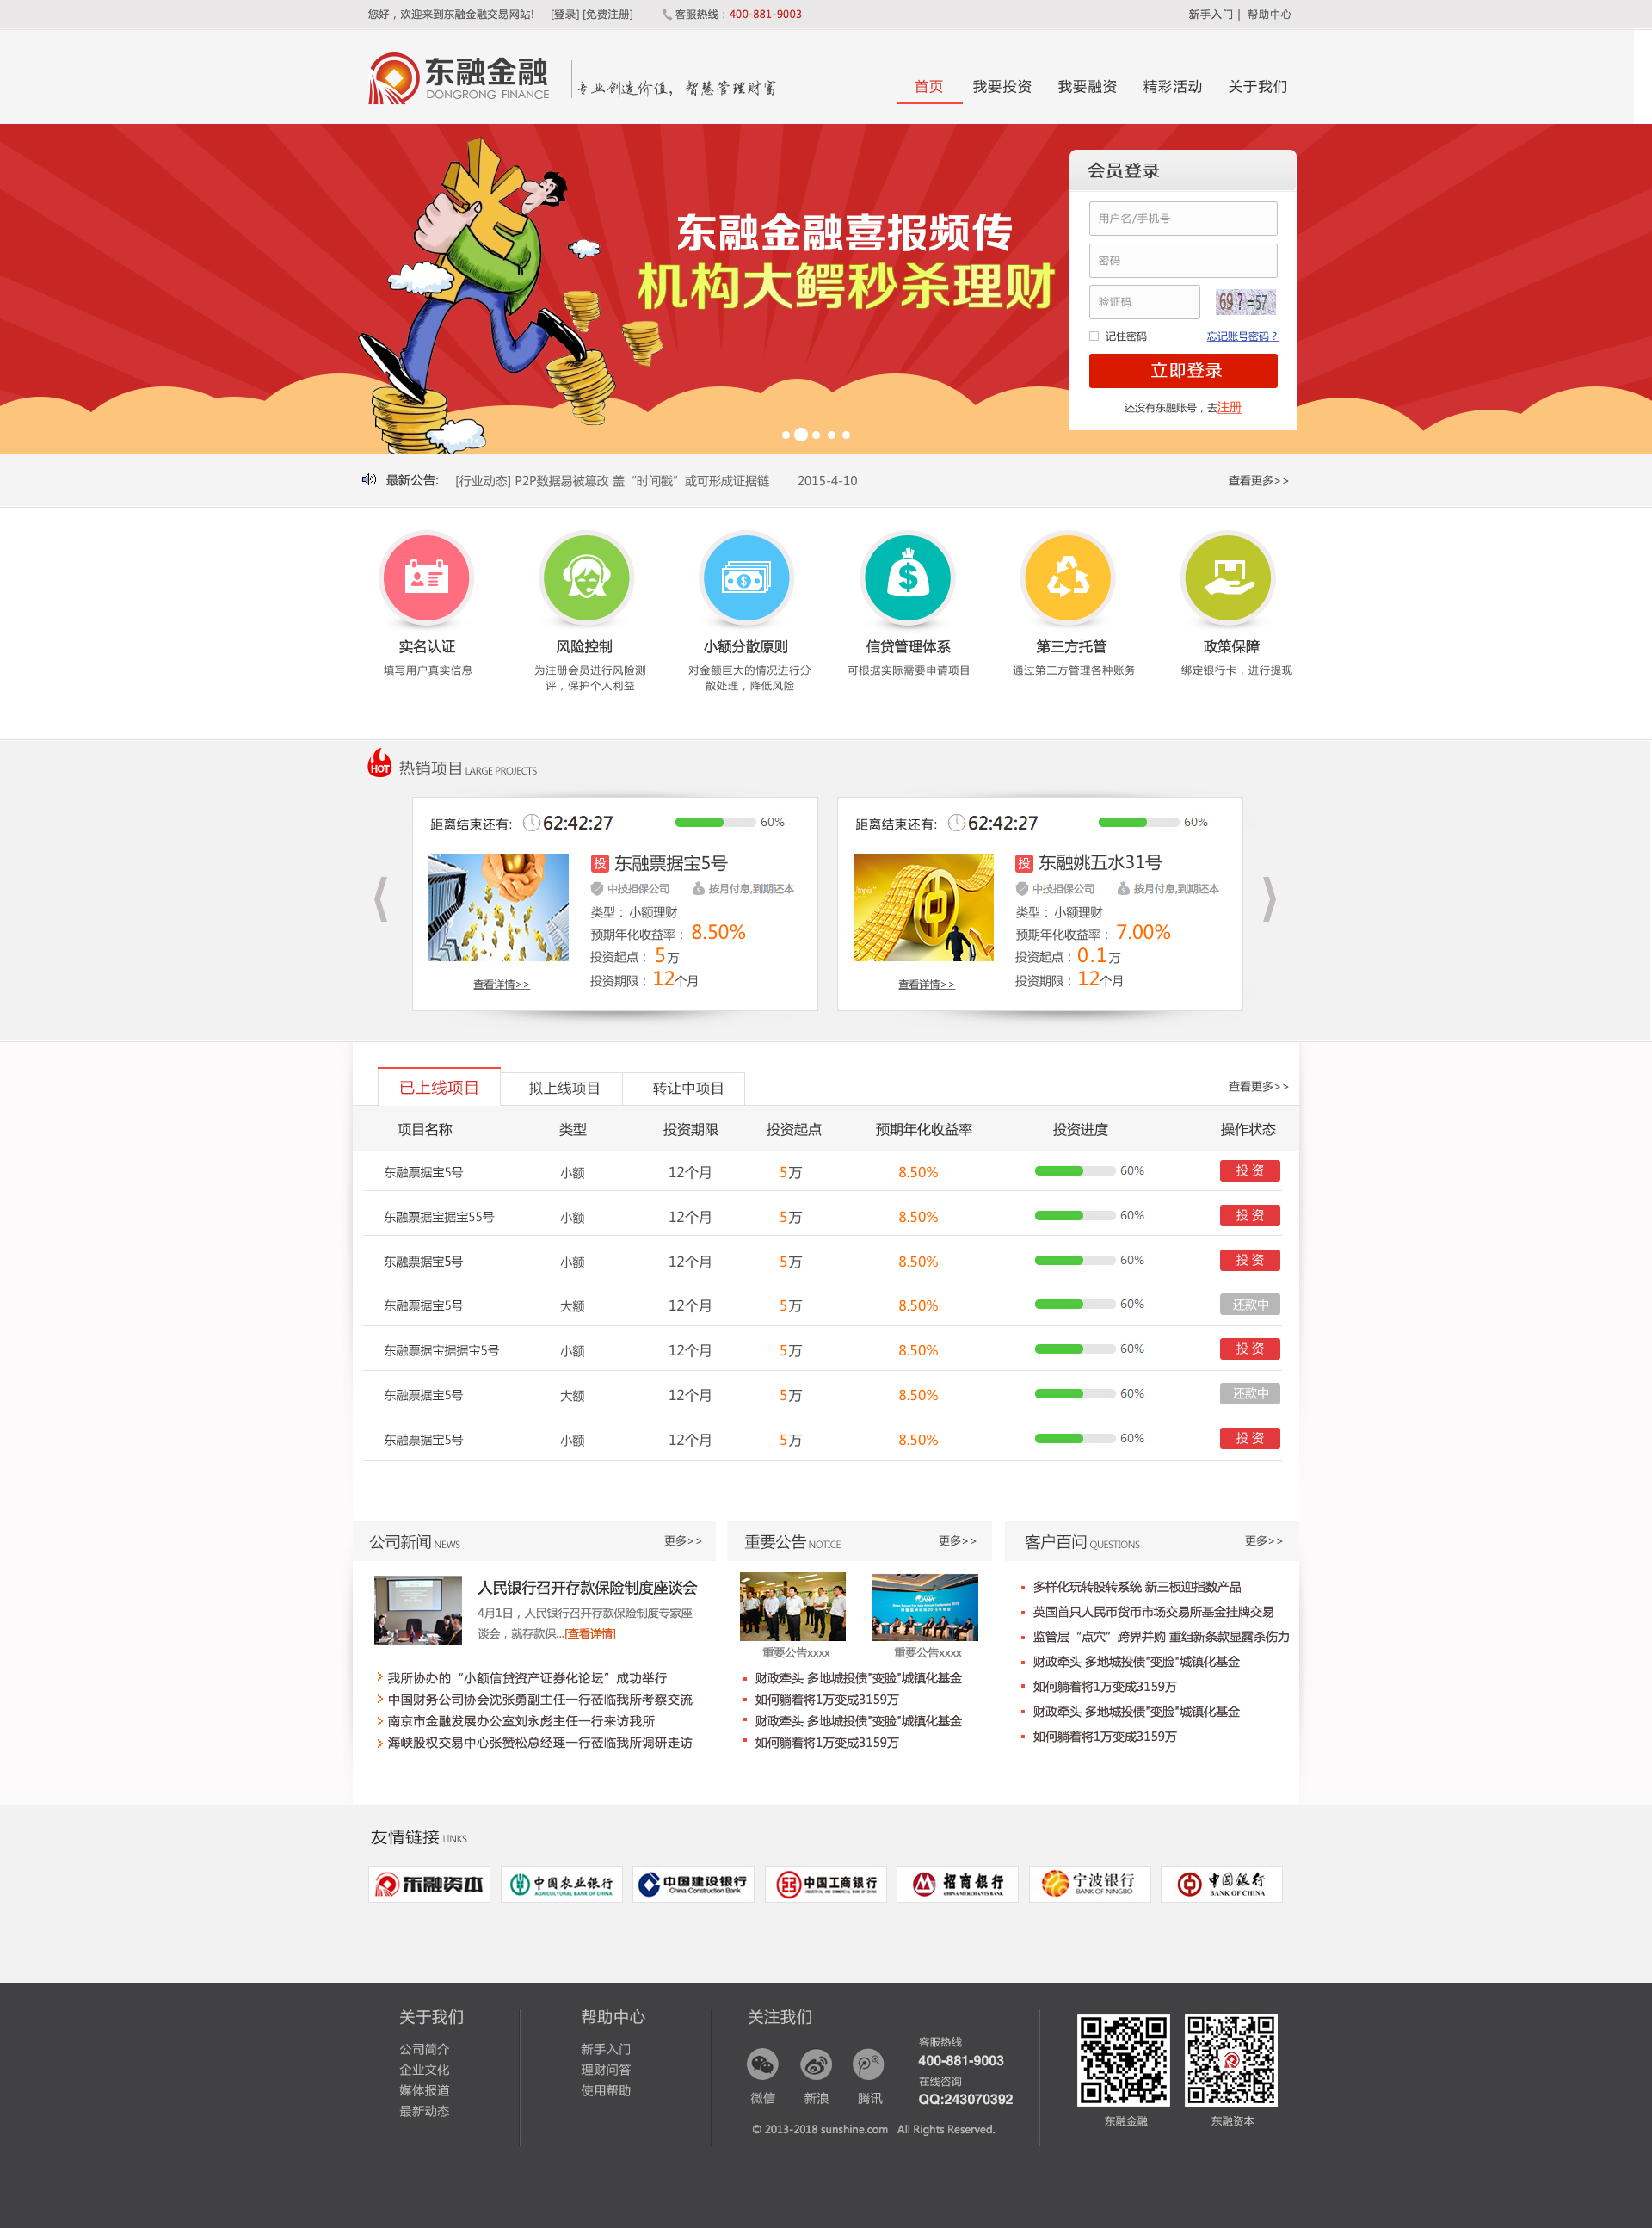 您好，欢迎来到东融金融交易网站! [登录] [免费注册] 客服热线：400-881-9003 新手入门 | 帮助中心
东融金融
DONGRONG FINANCE
专业创造价值，智慧管理财富
首页 我要投资 我要融资 精彩活动 关于我们
东融金融喜报频传
机构大鳄秒杀理财
会员登录
用户名/手机号
密码
验证码 69 ? =57
记住密码 忘记账号密码？
立即登录
还没有东融账号，去注册
最新公告: [行业动态] P2P数据易被篡改 盖“时间戳”或可形成证据链 2015-4-10 查看更多>>
实名认证 风险控制 小额分散原则 信贷管理体系 第三方托管 政策保障
填写用户真实信息 为注册会员进行风险测 对金额巨大的情况进行分 可根据实际需要申请项目 通过第三方管理各种账务 绑定银行卡，进行提现
评，保护个人利益 散处理，降低风险
HOT 热销项目 LARGE PROJECTS
距离结束还有: 62:42:27 60%
投 东融票据宝5号
中技担保公司 按月付息,到期还本
类型： 小额理财
预期年化收益率： 8.50%
投资起点： 5万
投资期限： 12个月
查看详情>>
距离结束还有: 62:42:27 60%
Utopia"
投 东融姚五水31号
中技担保公司 按月付息,到期还本
类型： 小额理财
预期年化收益率： 7.00%
投资起点： 0.1万
投资期限： 12个月
查看详情>>
已上线项目 拟上线项目 转让中项目 查看更多>>
项目名称 类型 投资期限 投资起点 预期年化收益率 投资进度 操作状态
东融票据宝5号 小额 12个月 5万 8.50% 60% 投 资
东融票据宝据宝55号 小额 12个月 5万 8.50% 60% 投 资
东融票据宝5号 小额 12个月 5万 8.50% 60% 投 资
东融票据宝5号 大额 12个月 5万 8.50% 60% 还款中
东融票据宝据据宝5号 小额 12个月 5万 8.50% 60% 投 资
东融票据宝5号 大额 12个月 5万 8.50% 60% 还款中
东融票据宝5号 小额 12个月 5万 8.50% 60% 投 资
公司新闻 NEWS 更多>>
人民银行召开存款保险制度座谈会
4月1日，人民银行召开存款保险制度专家座
谈会，就存款保...[查看详情]
我所协办的“小额信贷资产证券化论坛”成功举行
中国财务公司协会沈张勇副主任一行莅临我所考察交流
南京市金融发展办公室刘永彪主任一行来访我所
海峡股权交易中心张赞松总经理一行莅临我所调研走访
重要公告 NOTICE 更多>>
重要公告xxxx 重要公告xxxx
财政牵头 多地城投债"变脸"城镇化基金
如何躺着将1万变成3159万
财政牵头 多地城投债"变脸"城镇化基金
如何躺着将1万变成3159万
客户百问 QUESTIONS 更多>>
多样化玩转股转系统 新三板迎指数产品
英国首只人民币货币市场交易所基金挂牌交易
监管层“点穴”跨界并购 重组新条款显露杀伤力
财政牵头 多地城投债"变脸"城镇化基金
如何躺着将1万变成3159万
财政牵头 多地城投债"变脸"城镇化基金
如何躺着将1万变成3159万
友情链接 LINKS
东融资本
中国农业银行
AGRICULTURAL BANK OF CHINA
中国建设银行
China Construction Bank
中国工商银行
INDUSTRIAL AND COMMERCIAL BANK OF CHINA
招商银行
CHINA MERCHANTS BANK
宁波银行
BANK OF NINGBO
中国银行
BANK OF CHINA
关于我们
公司简介
企业文化
媒体报道
最新动态
帮助中心
新手入门
理财问答
使用帮助
关注我们
微信 新浪 腾讯
客服热线
400-881-9003
在线咨询
QQ:243070392
© 2013-2018 sunshine.com All Rights Reserved.
东融金融 东融资本